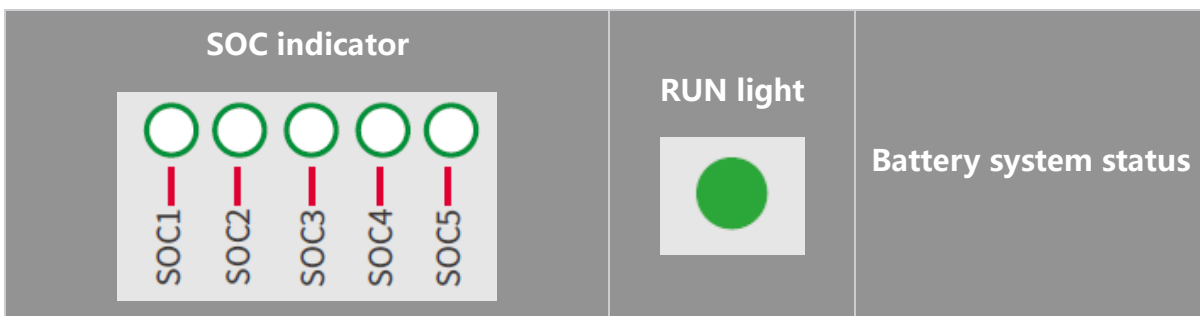 SOC indicator
SOC1
SOC2
SOC3
SOC4
SOC5
RUN light
Battery system status